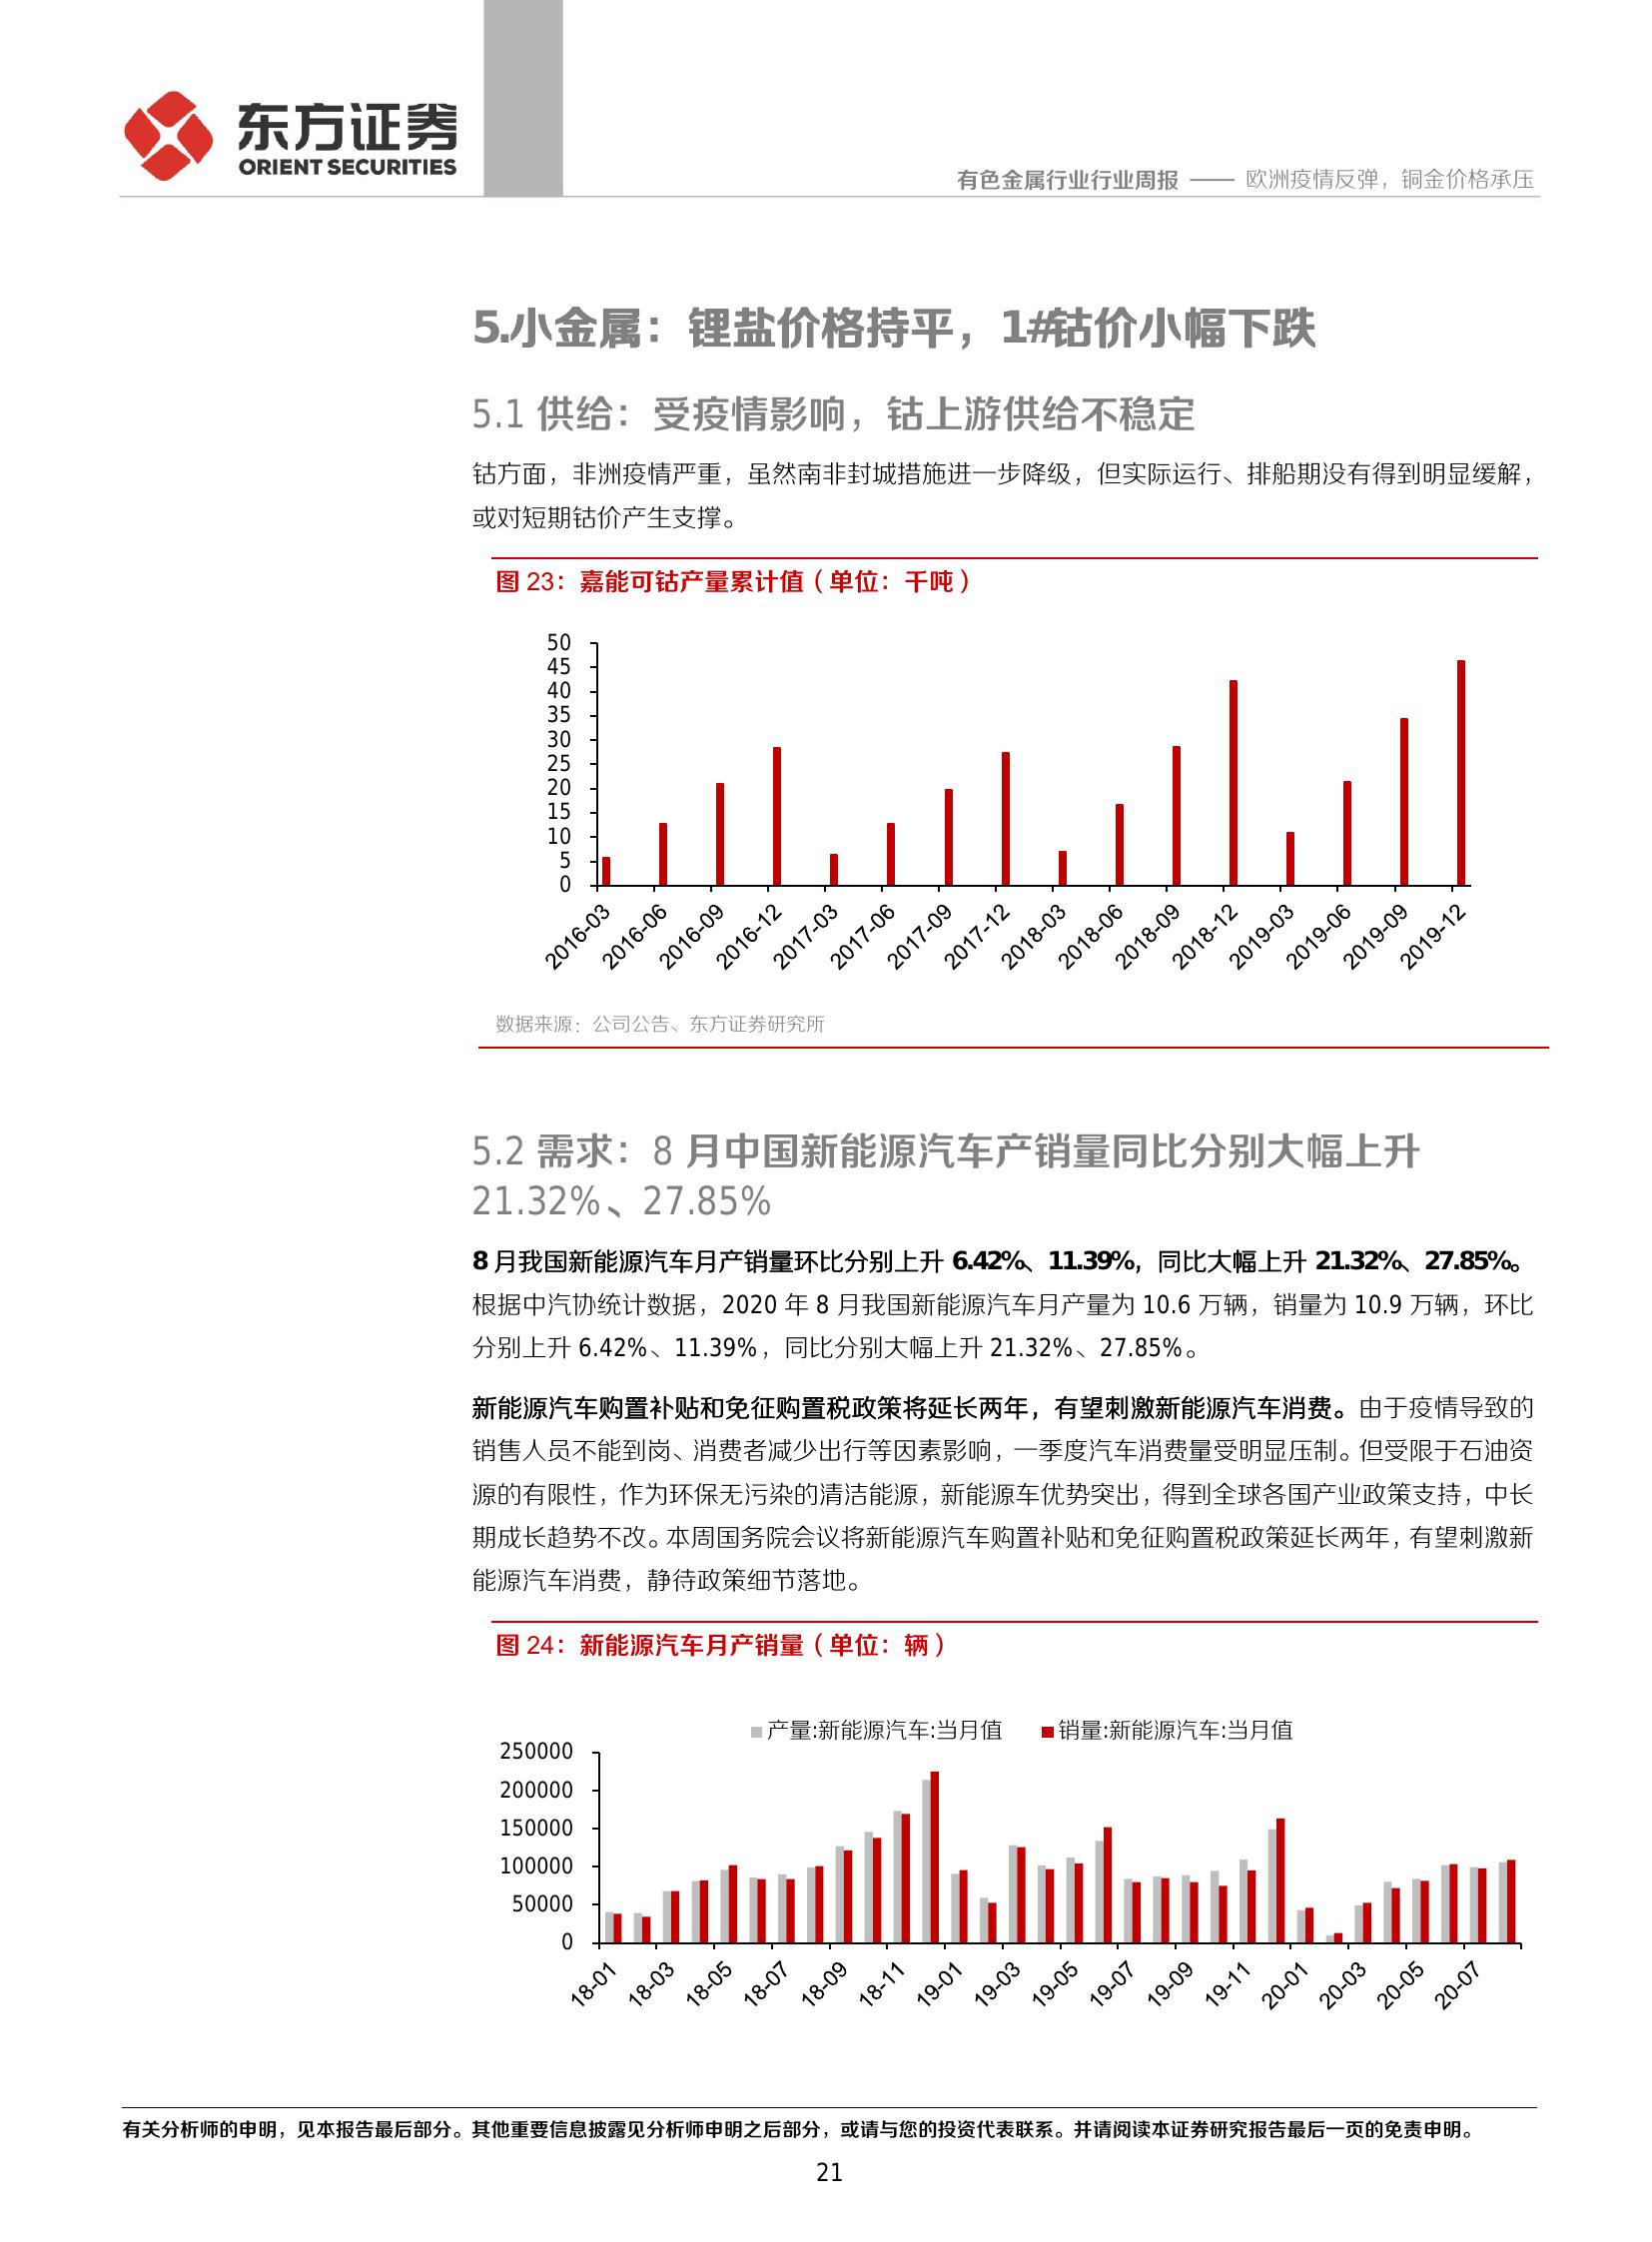 东方证券
ORIENT SECURITIES
有色金属行业行业周报 —— 欧洲疫情反弹，铜金价格承压
5.小金属：锂盐价格持平，1#钴价小幅下跌
5.1 供给：受疫情影响，钴上游供给不稳定
钴方面，非洲疫情严重，虽然南非封城措施进一步降级，但实际运行、排船期没有得到明显缓解，
或对短期钴价产生支撑。
图 23：嘉能可钴产量累计值（单位：千吨）
50
45
40
35
30
25
20
15
10
5
0
2016-03 2016-06 2016-09 2016-12 2017-03 2017-06 2017-09 2017-12 2018-03 2018-06 2018-09 2018-12 2019-03 2019-06 2019-09 2019-12
数据来源：公司公告、东方证券研究所
5.2 需求：8 月中国新能源汽车产销量同比分别大幅上升
21.32%、27.85%
8 月我国新能源汽车月产销量环比分别上升 6.42%、11.39%，同比大幅上升 21.32%、27.85%。
根据中汽协统计数据，2020 年 8 月我国新能源汽车月产量为 10.6 万辆，销量为 10.9 万辆，环比
分别上升 6.42%、11.39%，同比分别大幅上升 21.32%、27.85%。
新能源汽车购置补贴和免征购置税政策将延长两年，有望刺激新能源汽车消费。由于疫情导致的
销售人员不能到岗、消费者减少出行等因素影响，一季度汽车消费量受明显压制。但受限于石油资
源的有限性，作为环保无污染的清洁能源，新能源车优势突出，得到全球各国产业政策支持，中长
期成长趋势不改。本周国务院会议将新能源汽车购置补贴和免征购置税政策延长两年，有望刺激新
能源汽车消费，静待政策细节落地。
图 24：新能源汽车月产销量（单位：辆）
产量:新能源汽车:当月值 销量:新能源汽车:当月值
250000
200000
150000
100000
50000
0
18-01 18-03 18-05 18-07 18-09 18-11 19-01 19-03 19-05 19-07 19-09 19-11 20-01 20-03 20-05 20-07
有关分析师的申明，见本报告最后部分。其他重要信息披露见分析师申明之后部分，或请与您的投资代表联系。并请阅读本证券研究报告最后一页的免责申明。
21